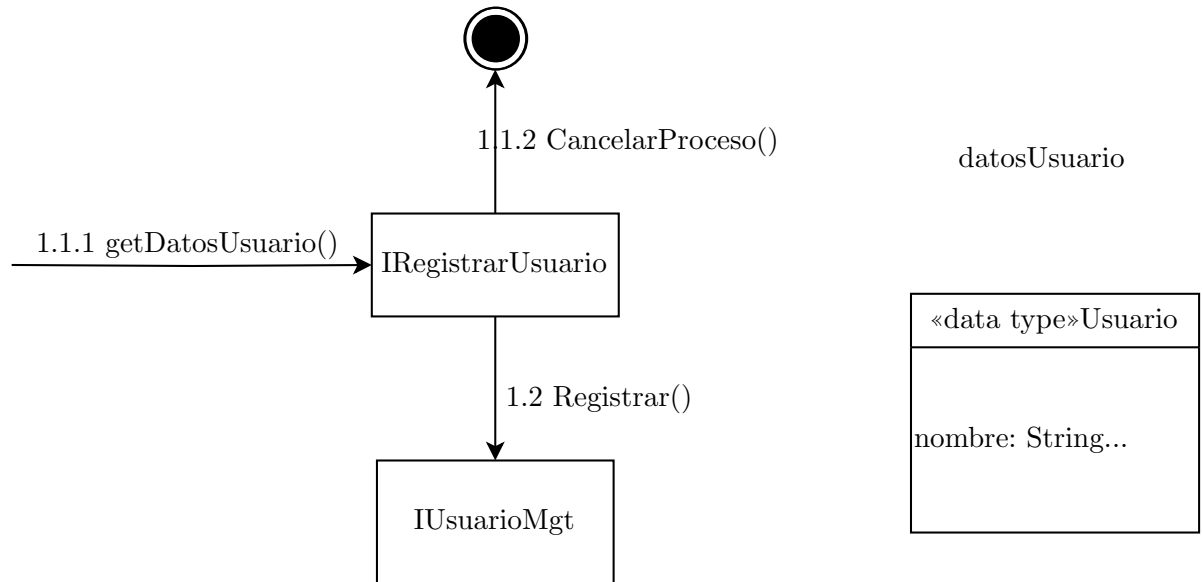 1.1.2 CancelarProceso()
datosUsuario
1.1.1 getDatosUsuario()
IRegistrarUsuario
«data type»Usuario
1.2 Registrar()
nombre: String...
IUsuarioMgt